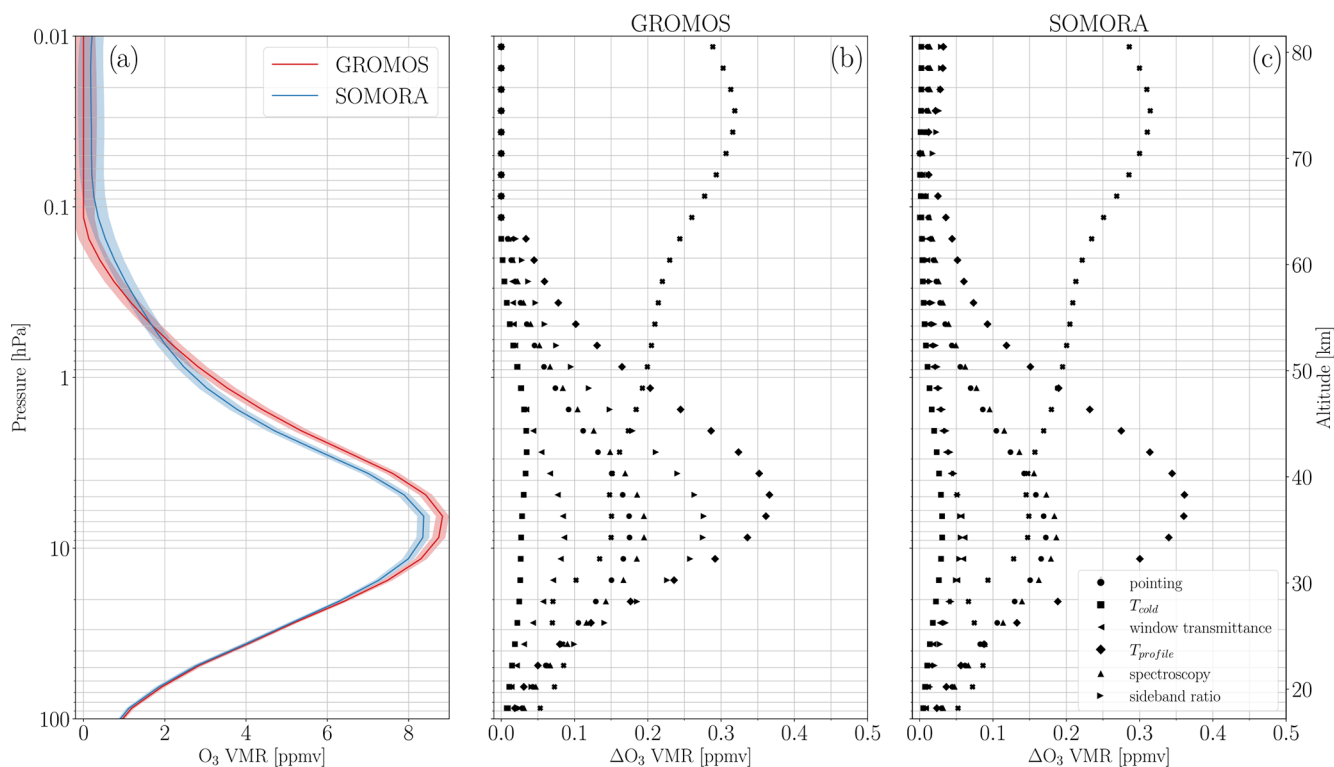 GROMOS
SOMORA
(a)
GROMOS
SOMORA
(b)
(c)
0.01
0.1
1
10
100
Pressure [hPa]
0
2
4
6
8
O₃ VMR [ppmv]
0.0
0.1
0.2
0.3
0.4
0.5
ΔO₃ VMR [ppmv]
0.0
0.1
0.2
0.3
0.4
0.5
ΔO₃ VMR [ppmv]
80
70
60
50
40
30
20
Altitude [km]
pointing
T_cold
window transmittance
T_profile
spectroscopy
sideband ratio